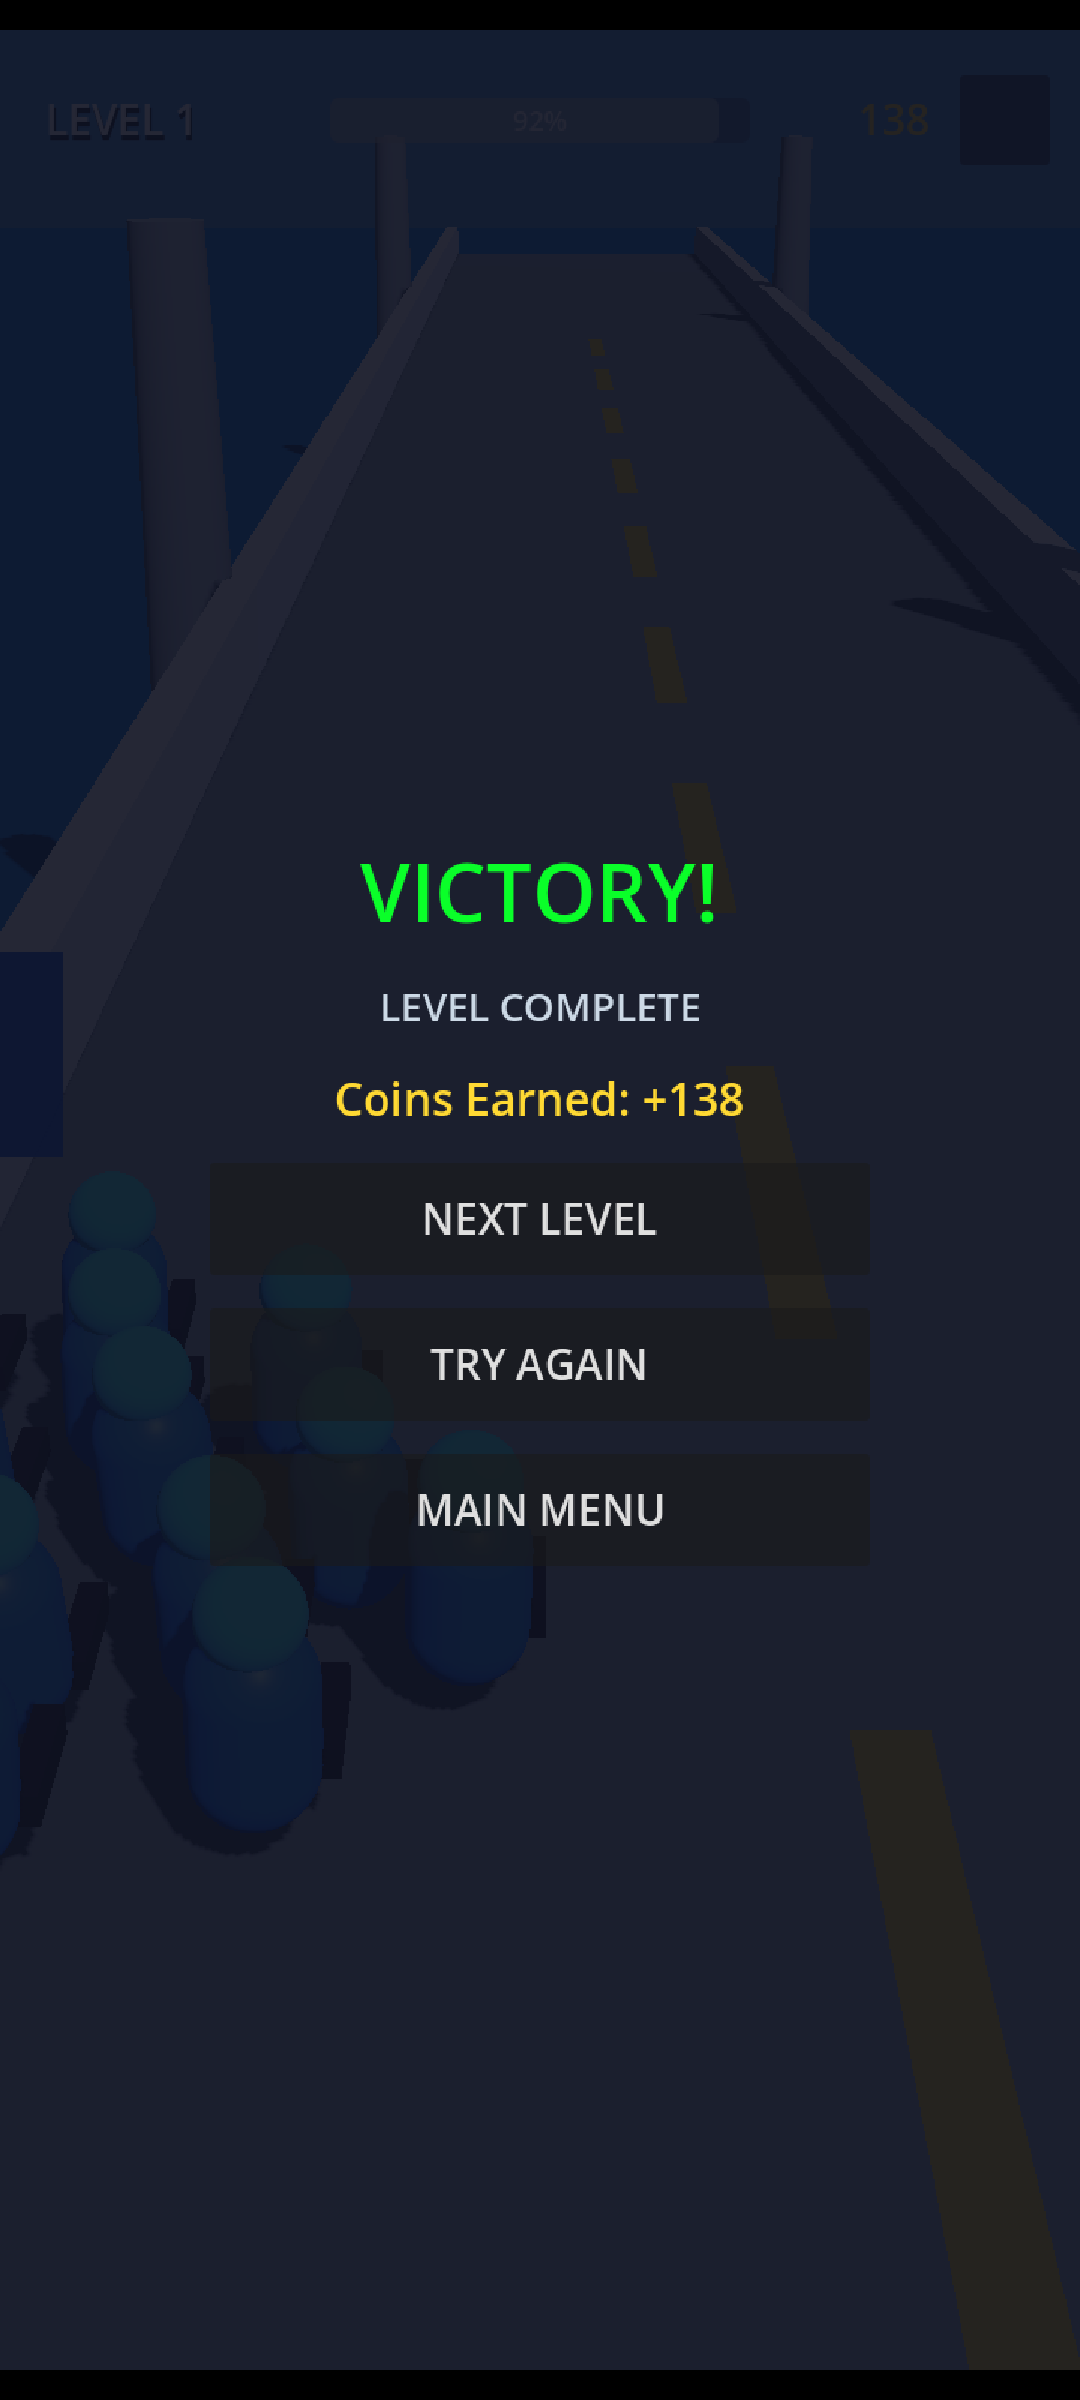 LEVEL 1
92%
138
VICTORY!
LEVEL COMPLETE
Coins Earned: +138
NEXT LEVEL
TRY AGAIN
MAIN MENU